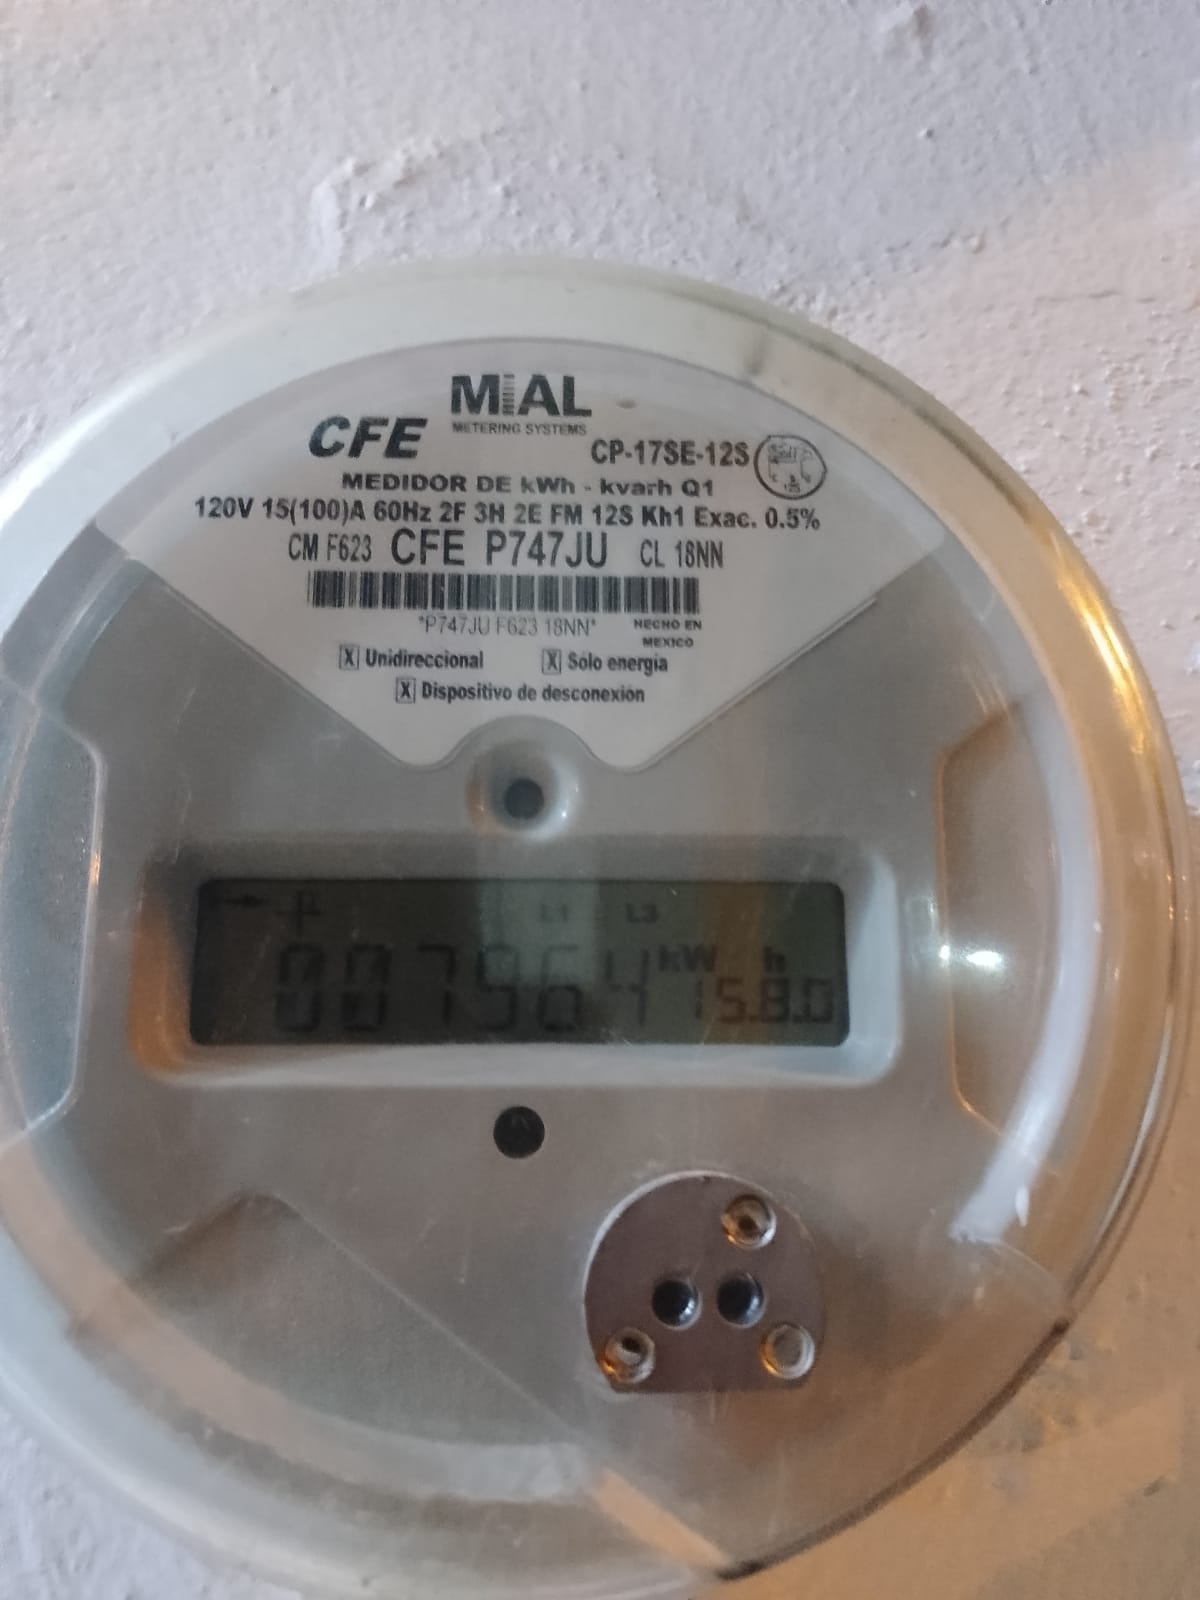 MIAL
METERING SYSTEMS
CFE
CP-17SE-12S
MEDIDOR DE kWh - kvarh Q1
120V 15(100)A 60Hz 2F 3H 2E FM 12S Kh1 Exac. 0.5%
CM F623 CFE P747JU CL 18NN
*P747JU F623 18NN*
HECHO EN
MEXICO
X Unidireccional X Solo energía
X Dispositivo de desconexión
L1 L3
007964 kW h
15.8.0